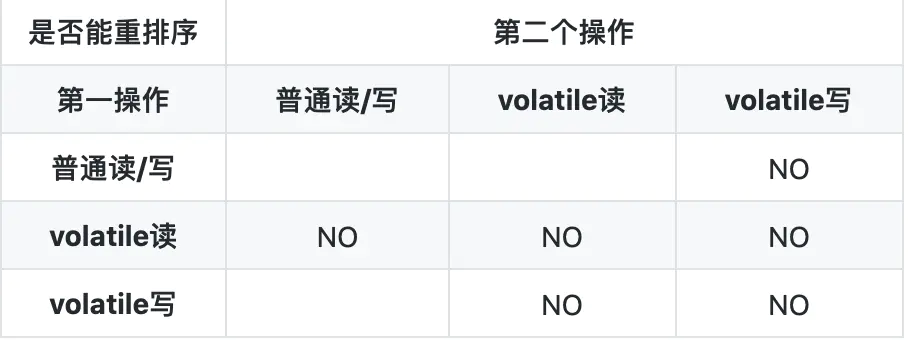 是否能重排序 第二个操作
第一操作 普通读/写 volatile读 volatile写
普通读/写 NO
volatile读 NO NO NO
volatile写 NO NO